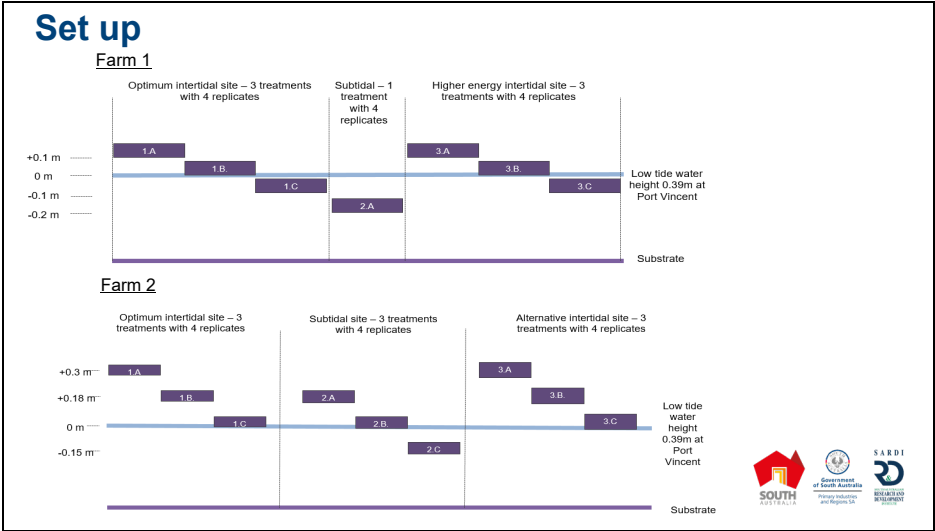 Set up
Farm 1
Optimum intertidal site – 3 treatments
with 4 replicates
Subtidal – 1
treatment
with 4
replicates
Higher energy intertidal site – 3
treatments with 4 replicates
+0.1 m
0 m
-0.1 m
-0.2 m
1.A
1.B.
1.C
2.A
3.A
3.B.
3.C
Low tide water
height 0.39m at
Port Vincent
Substrate
Farm 2
Optimum intertidal site – 3
treatments with 4 replicates
Subtidal site – 3 treatments
with 4 replicates
Alternative intertidal site – 3
treatments with 4 replicates
+0.3 m
+0.18 m
0 m
-0.15 m
1.A
1.B.
1.C
2.A
2.B.
2.C
3.A
3.B.
3.C
Low tide
water
height
0.39m at
Port
Vincent
Substrate
SOUTH
AUSTRALIA
Government
of South Australia
Primary Industries
and Regions SA
SARDI
RESEARCH AND
DEVELOPMENT